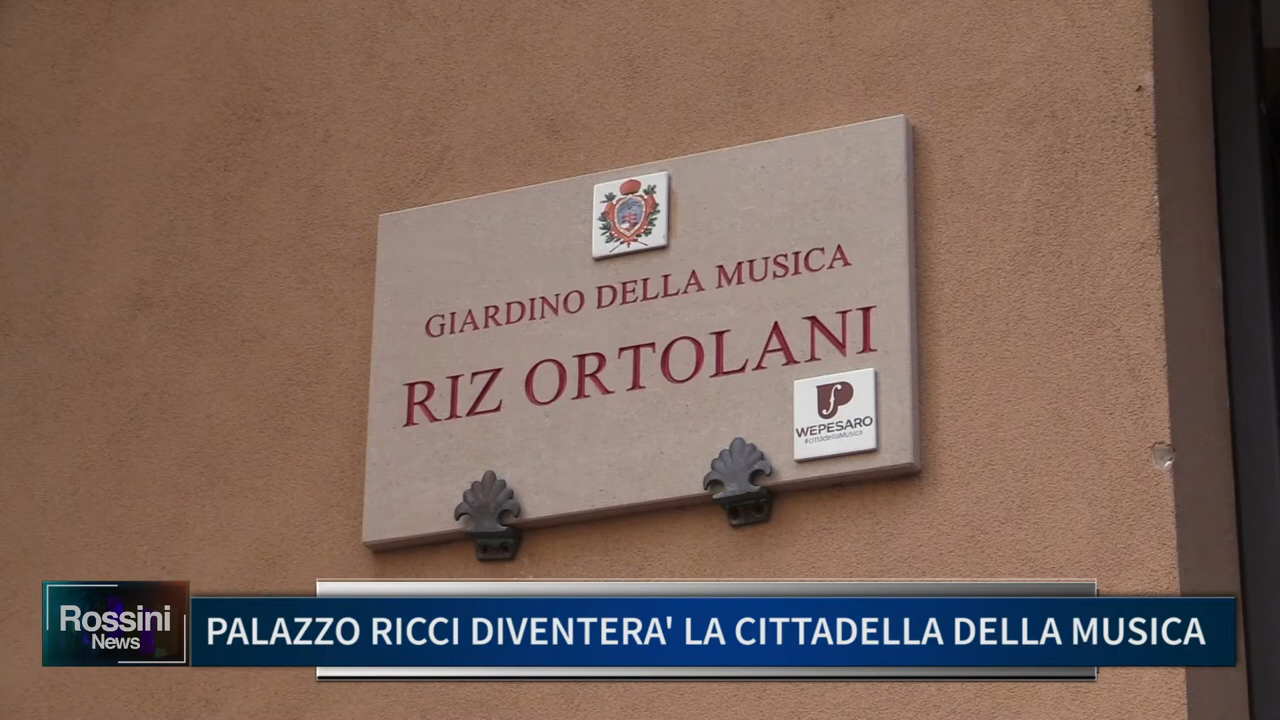 GIARDINO DELLA MUSICA
RIZ ORTOLANI
WEPESARO
#cittàdellaMusica
Rossini
News
PALAZZO RICCI DIVENTERA' LA CITTADELLA DELLA MUSICA